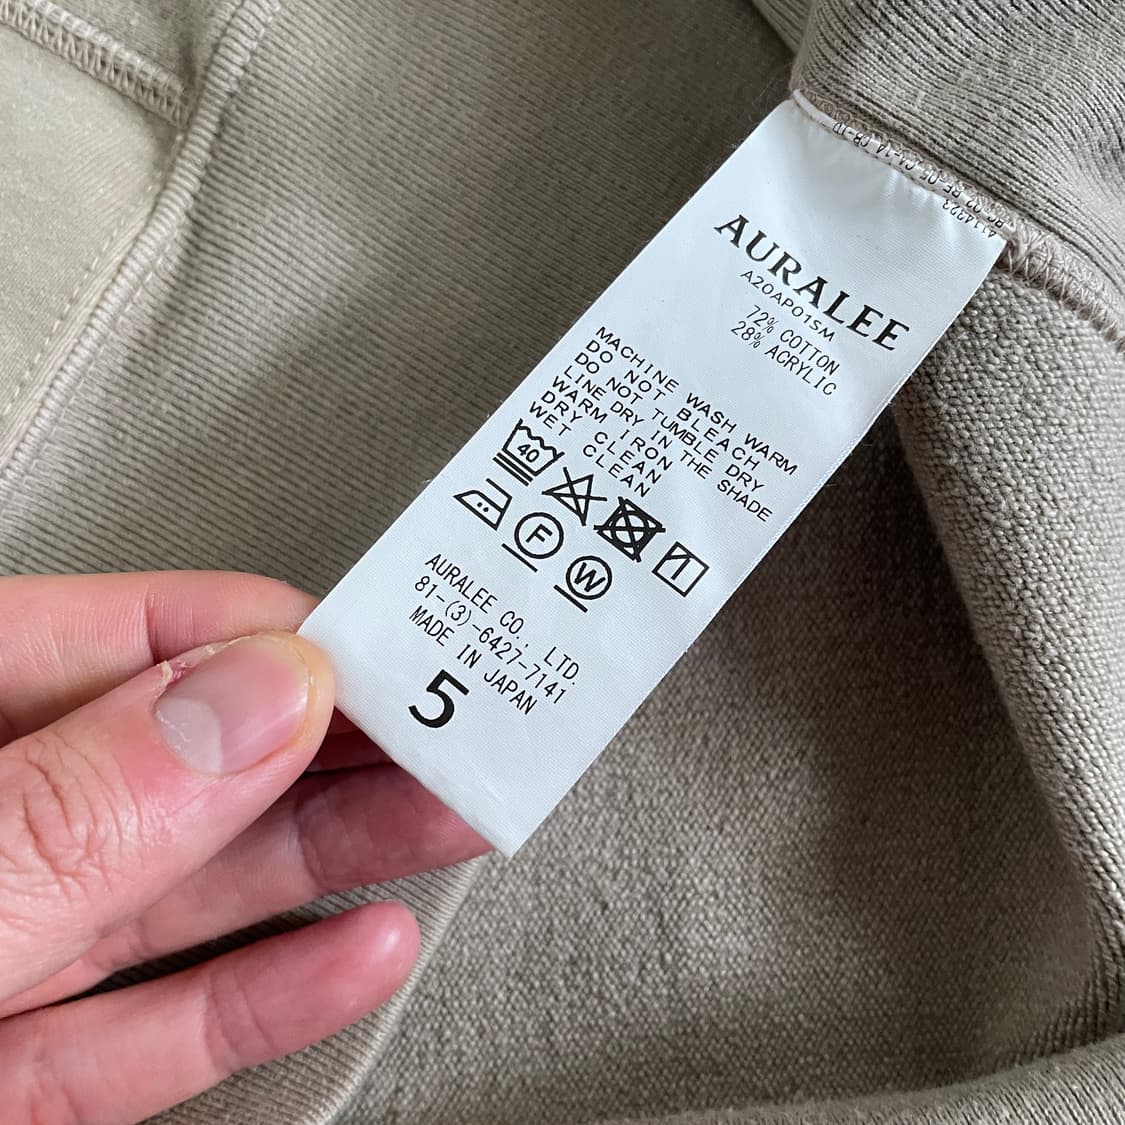 AURALEE
A20AP01SM
72% COTTON
28% ACRYLIC
MACHINE WASH WARM
DO NOT BLEACH
DO NOT TUMBLE DRY
LINE DRY IN THE SHADE
WARM IRON
DRY CLEAN
WET CLEAN
40
F
W
AURALEE CO., LTD.
81-(3)-6427-7141
MADE IN JAPAN
5